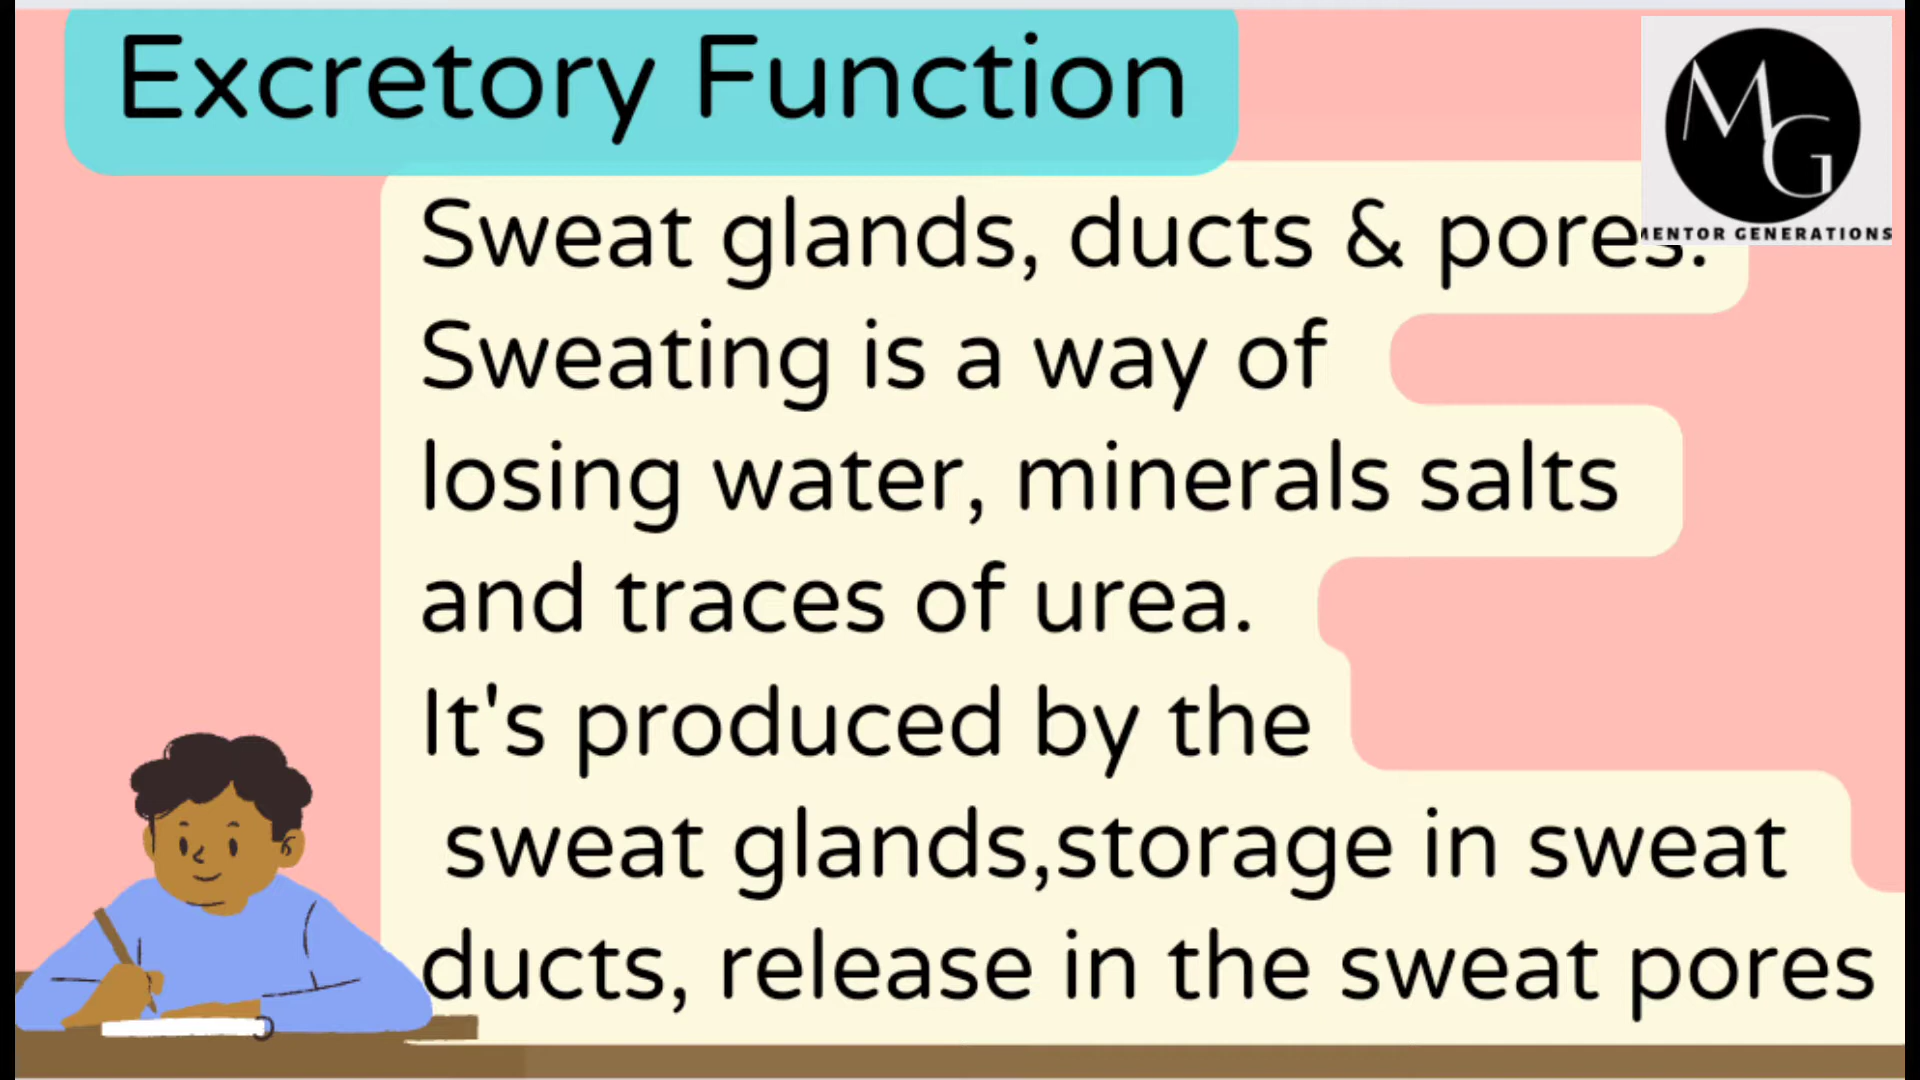 Excretory Function
MG
MENTOR GENERATIONS
Sweat glands, ducts & pores.
Sweating is a way of
losing water, minerals salts
and traces of urea.
It's produced by the
sweat glands,storage in sweat
ducts, release in the sweat pores